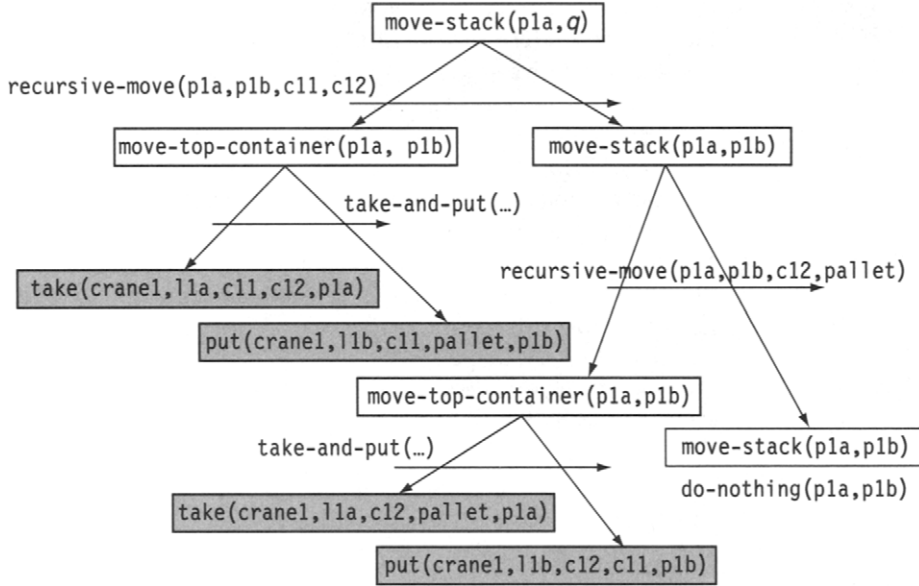 move-stack(p1a,q)
recursive-move(p1a,p1b,c11,c12)
move-top-container(p1a, p1b)
move-stack(p1a,p1b)
take-and-put(…)
recursive-move(p1a,p1b,c12,pallet)
take(crane1,l1a,c11,c12,p1a)
put(crane1,l1b,c11,pallet,p1b)
move-top-container(p1a,p1b)
take-and-put(…)
move-stack(p1a,p1b)
do-nothing(p1a,p1b)
take(crane1,l1a,c12,pallet,p1a)
put(crane1,l1b,c12,c11,p1b)